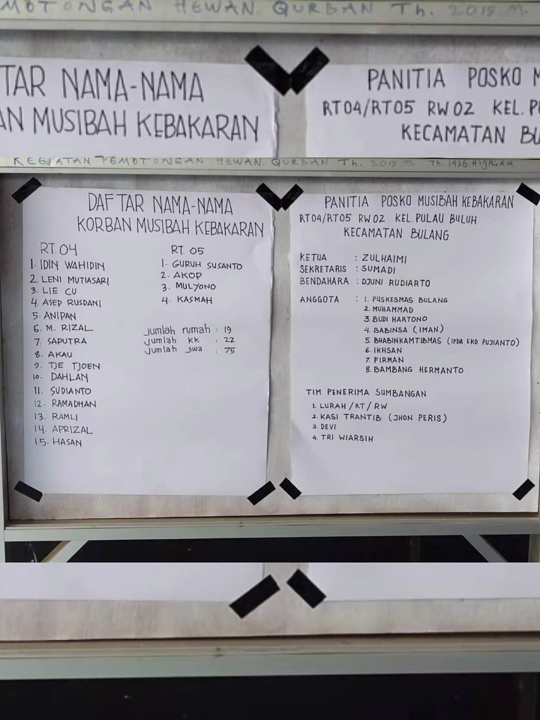 EMOTONGAN HEWAN. QURBAN Th. 2015 M.
TAR NAMA-NAMA
AN MUSIBAH KEBAKARAN
PANITIA POSKO M
RT04/RT05 RW02 KEL. PU
KECAMATAN BU
KEGIATAN PEMOTONGAN HEWAN. QURBAN Th. 2015 M. Th. 1436 HIJRIAH
DAFTAR NAMA-NAMA
KORBAN MUSIBAH KEBAKARAN
RT. 04
1. IDIN WAHIDIN
2. LENI MUTIASARI
3. LIE CU
4. ASEP RUSDANI
5. ANIPAN
6. M. RIZAL
7. SAPUTRA
8. AKAU
9. TJE TJOEN
10. DAHLAN
11. SUDIANTO
12. RAMADHAN
13. RAMLI
14. APRIZAL
15. HASAN
RT. 05
1. GURUH SUSANTO
2. AKOP
3. MULYONO
4. KASMAH
Jumlah rumah : 19
Jumlah KK : 22
Jumlah jiwa : 75
PANITIA POSKO MUSIBAH KEBAKARAN
RT04/RT05 RW02 KEL PULAU BULUH
KECAMATAN BULANG
KETUA : ZULHAIMI
SEKRETARIS : SUMADI
BENDAHARA : DJUNI RUDIARTO
ANGGOTA : 1. PUSKESMAS BULANG
2. MUHAMMAD
3. BUDI HARTONO
4. BABINSA (IMAN)
5. BHABINKAMTIBMAS (IPDA EKO PUJIANTO)
6. IKHSAN
7. FIRMAN
8. BAMBANG HERMANTO
TIM PENERIMA SUMBANGAN
1. LURAH / RT / RW
2. KASI TRANTIB (JHON PERIS)
3. DEVI
4. TRI WIARSIH